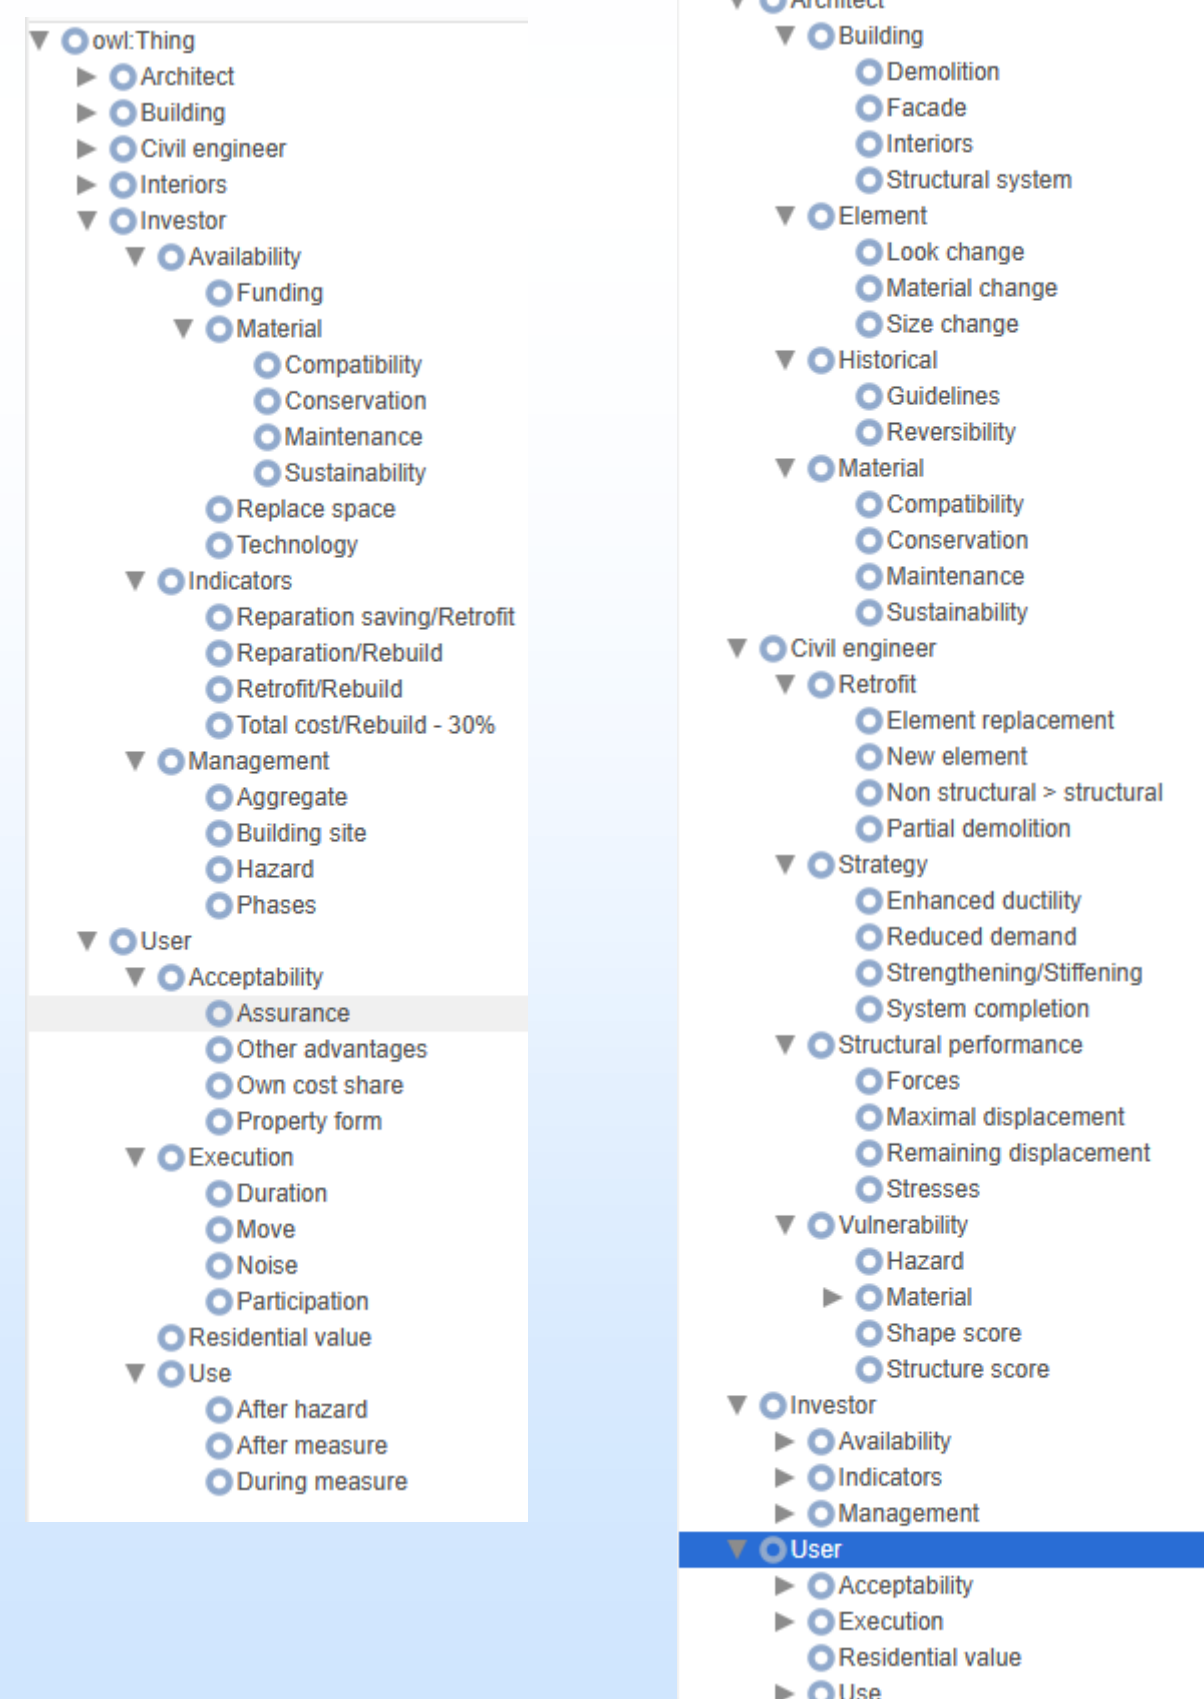 owl:Thing
Architect
Building
Civil engineer
Interiors
Investor
Availability
Funding
Material
Compatibility
Conservation
Maintenance
Sustainability
Replace space
Technology
Indicators
Reparation saving/Retrofit
Reparation/Rebuild
Retrofit/Rebuild
Total cost/Rebuild - 30%
Management
Aggregate
Building site
Hazard
Phases
User
Acceptability
Assurance
Other advantages
Own cost share
Property form
Execution
Duration
Move
Noise
Participation
Residential value
Use
After hazard
After measure
During measure
Architect
Building
Demolition
Facade
Interiors
Structural system
Element
Look change
Material change
Size change
Historical
Guidelines
Reversibility
Material
Compatibility
Conservation
Maintenance
Sustainability
Civil engineer
Retrofit
Element replacement
New element
Non structural > structural
Partial demolition
Strategy
Enhanced ductility
Reduced demand
Strengthening/Stiffening
System completion
Structural performance
Forces
Maximal displacement
Remaining displacement
Stresses
Vulnerability
Hazard
Material
Shape score
Structure score
Investor
Availability
Indicators
Management
User
Acceptability
Execution
Residential value
Use